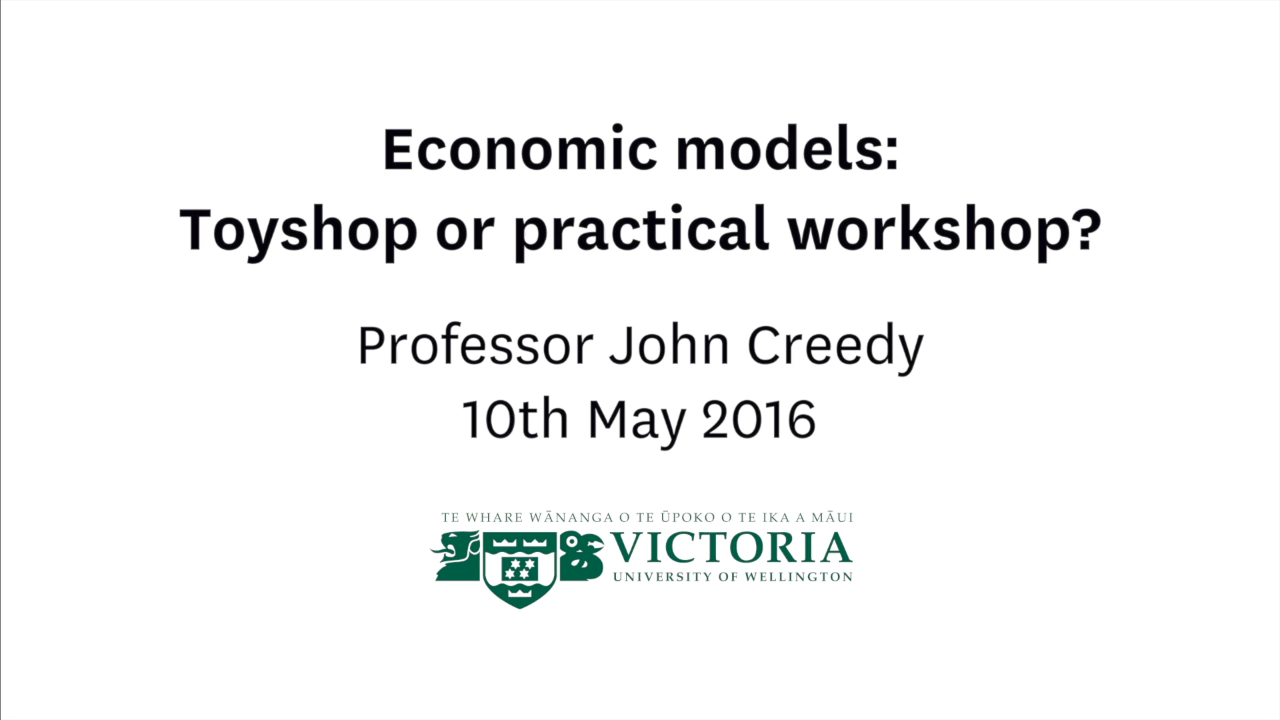 Economic models:
Toyshop or practical workshop?
Professor John Creedy
10th May 2016
TE WHARE WĀNANGA O TE ŪPOKO O TE IKA A MĀUI
VICTORIA
UNIVERSITY OF WELLINGTON